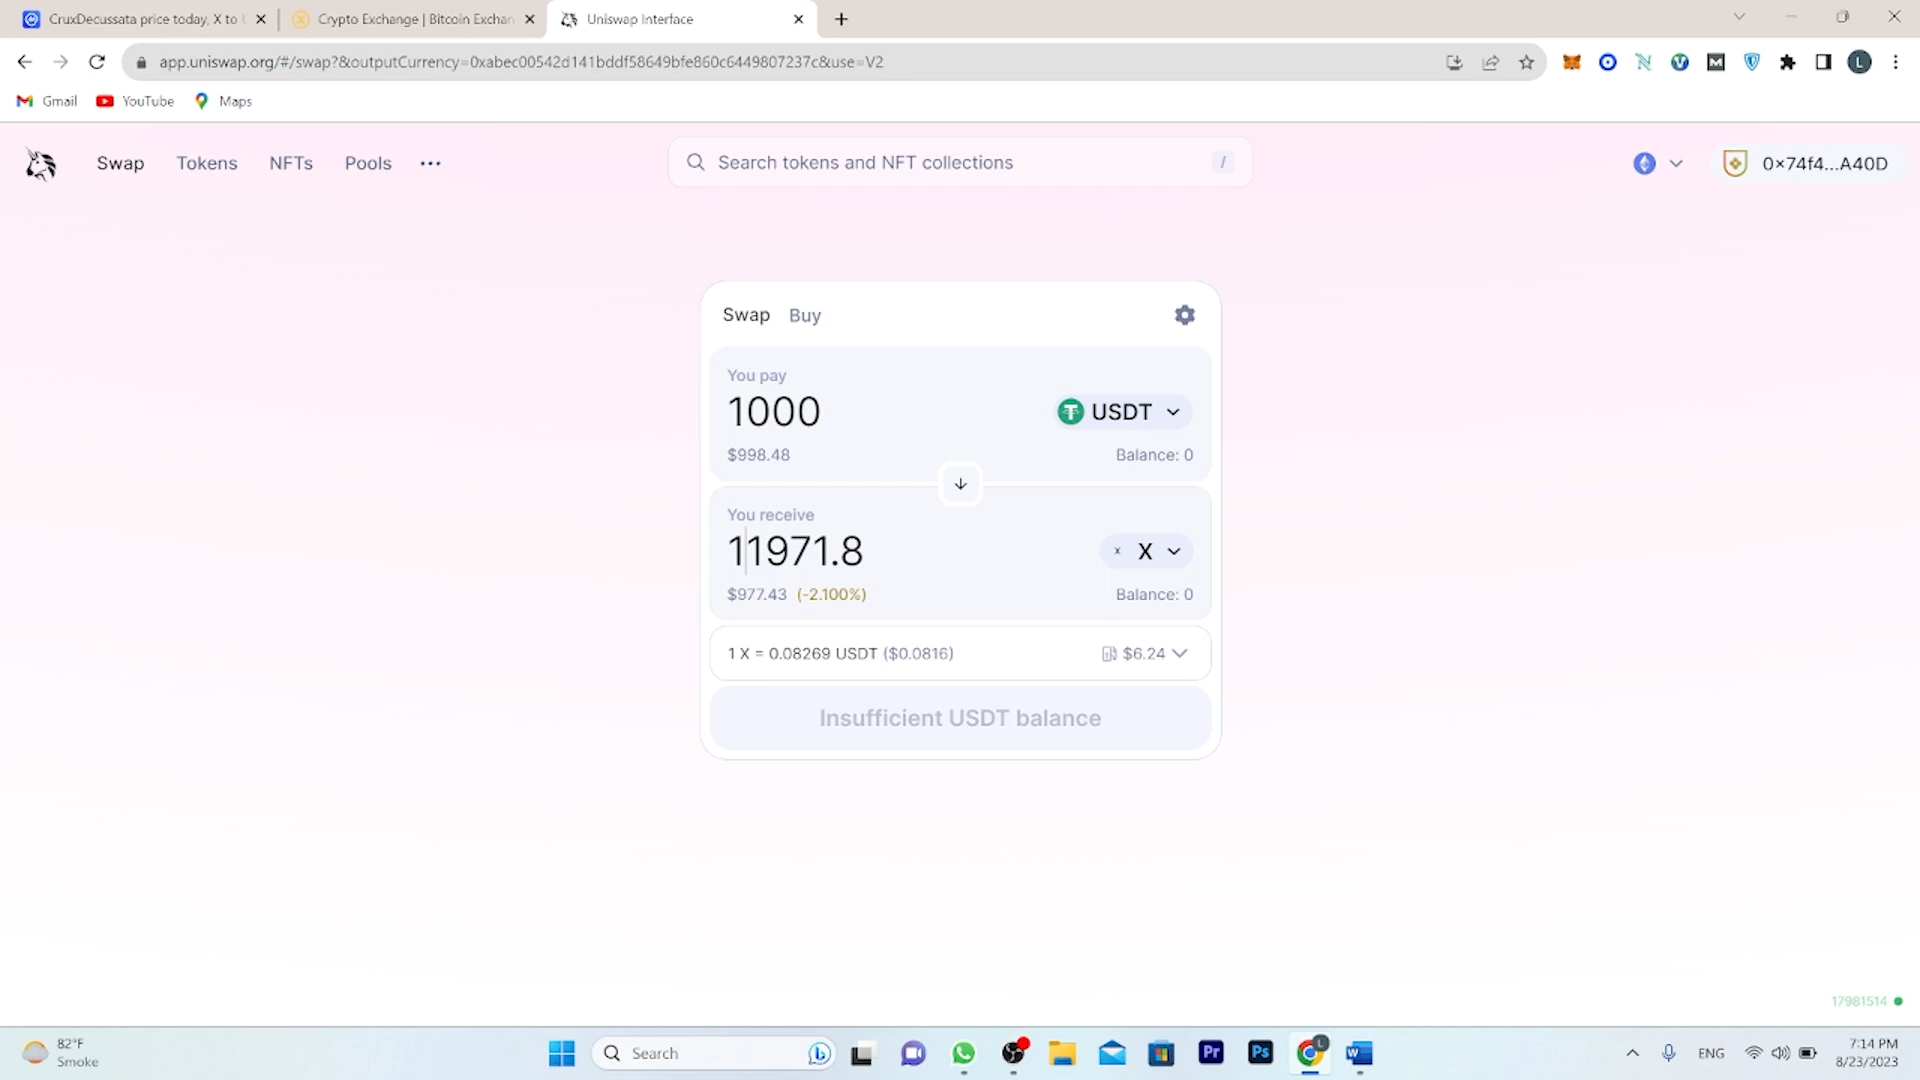 CruxDecussata price today, X to
Crypto Exchange | Bitcoin Exchan
Uniswap Interface
app.uniswap.org/#/swap?&outputCurrency=0xabec00542d141bddf58649bfe860c6449807237c&use=V2
L
Gmail
YouTube
Maps
Swap
Tokens
NFTs
Pools
Search tokens and NFT collections
/
0x74f4...A40D
Swap
Buy
You pay
1000
USDT
$998.48
Balance: 0
You receive
11971.8
x
X
$977.43 (-2.100%)
Balance: 0
1 X = 0.08269 USDT ($0.0816)
$6.24
Insufficient USDT balance
17981514
82°F
Smoke
Search
Pr
Ps
L
W
ENG
7:14 PM
8/23/2023